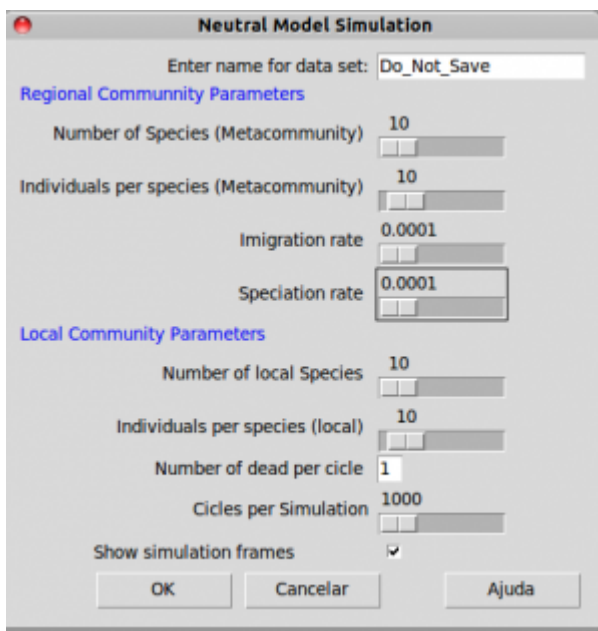 Neutral Model Simulation
Enter name for data set: Do_Not_Save
Regional Communnity Parameters
10
Number of Species (Metacommunity)
10
Individuals per species (Metacommunity)
0.0001
Imigration rate
0.0001
Speciation rate
Local Community Parameters
10
Number of local Species
10
Individuals per species (local)
Number of dead per cicle 1
1000
Cicles per Simulation
Show simulation frames
OK Cancelar Ajuda